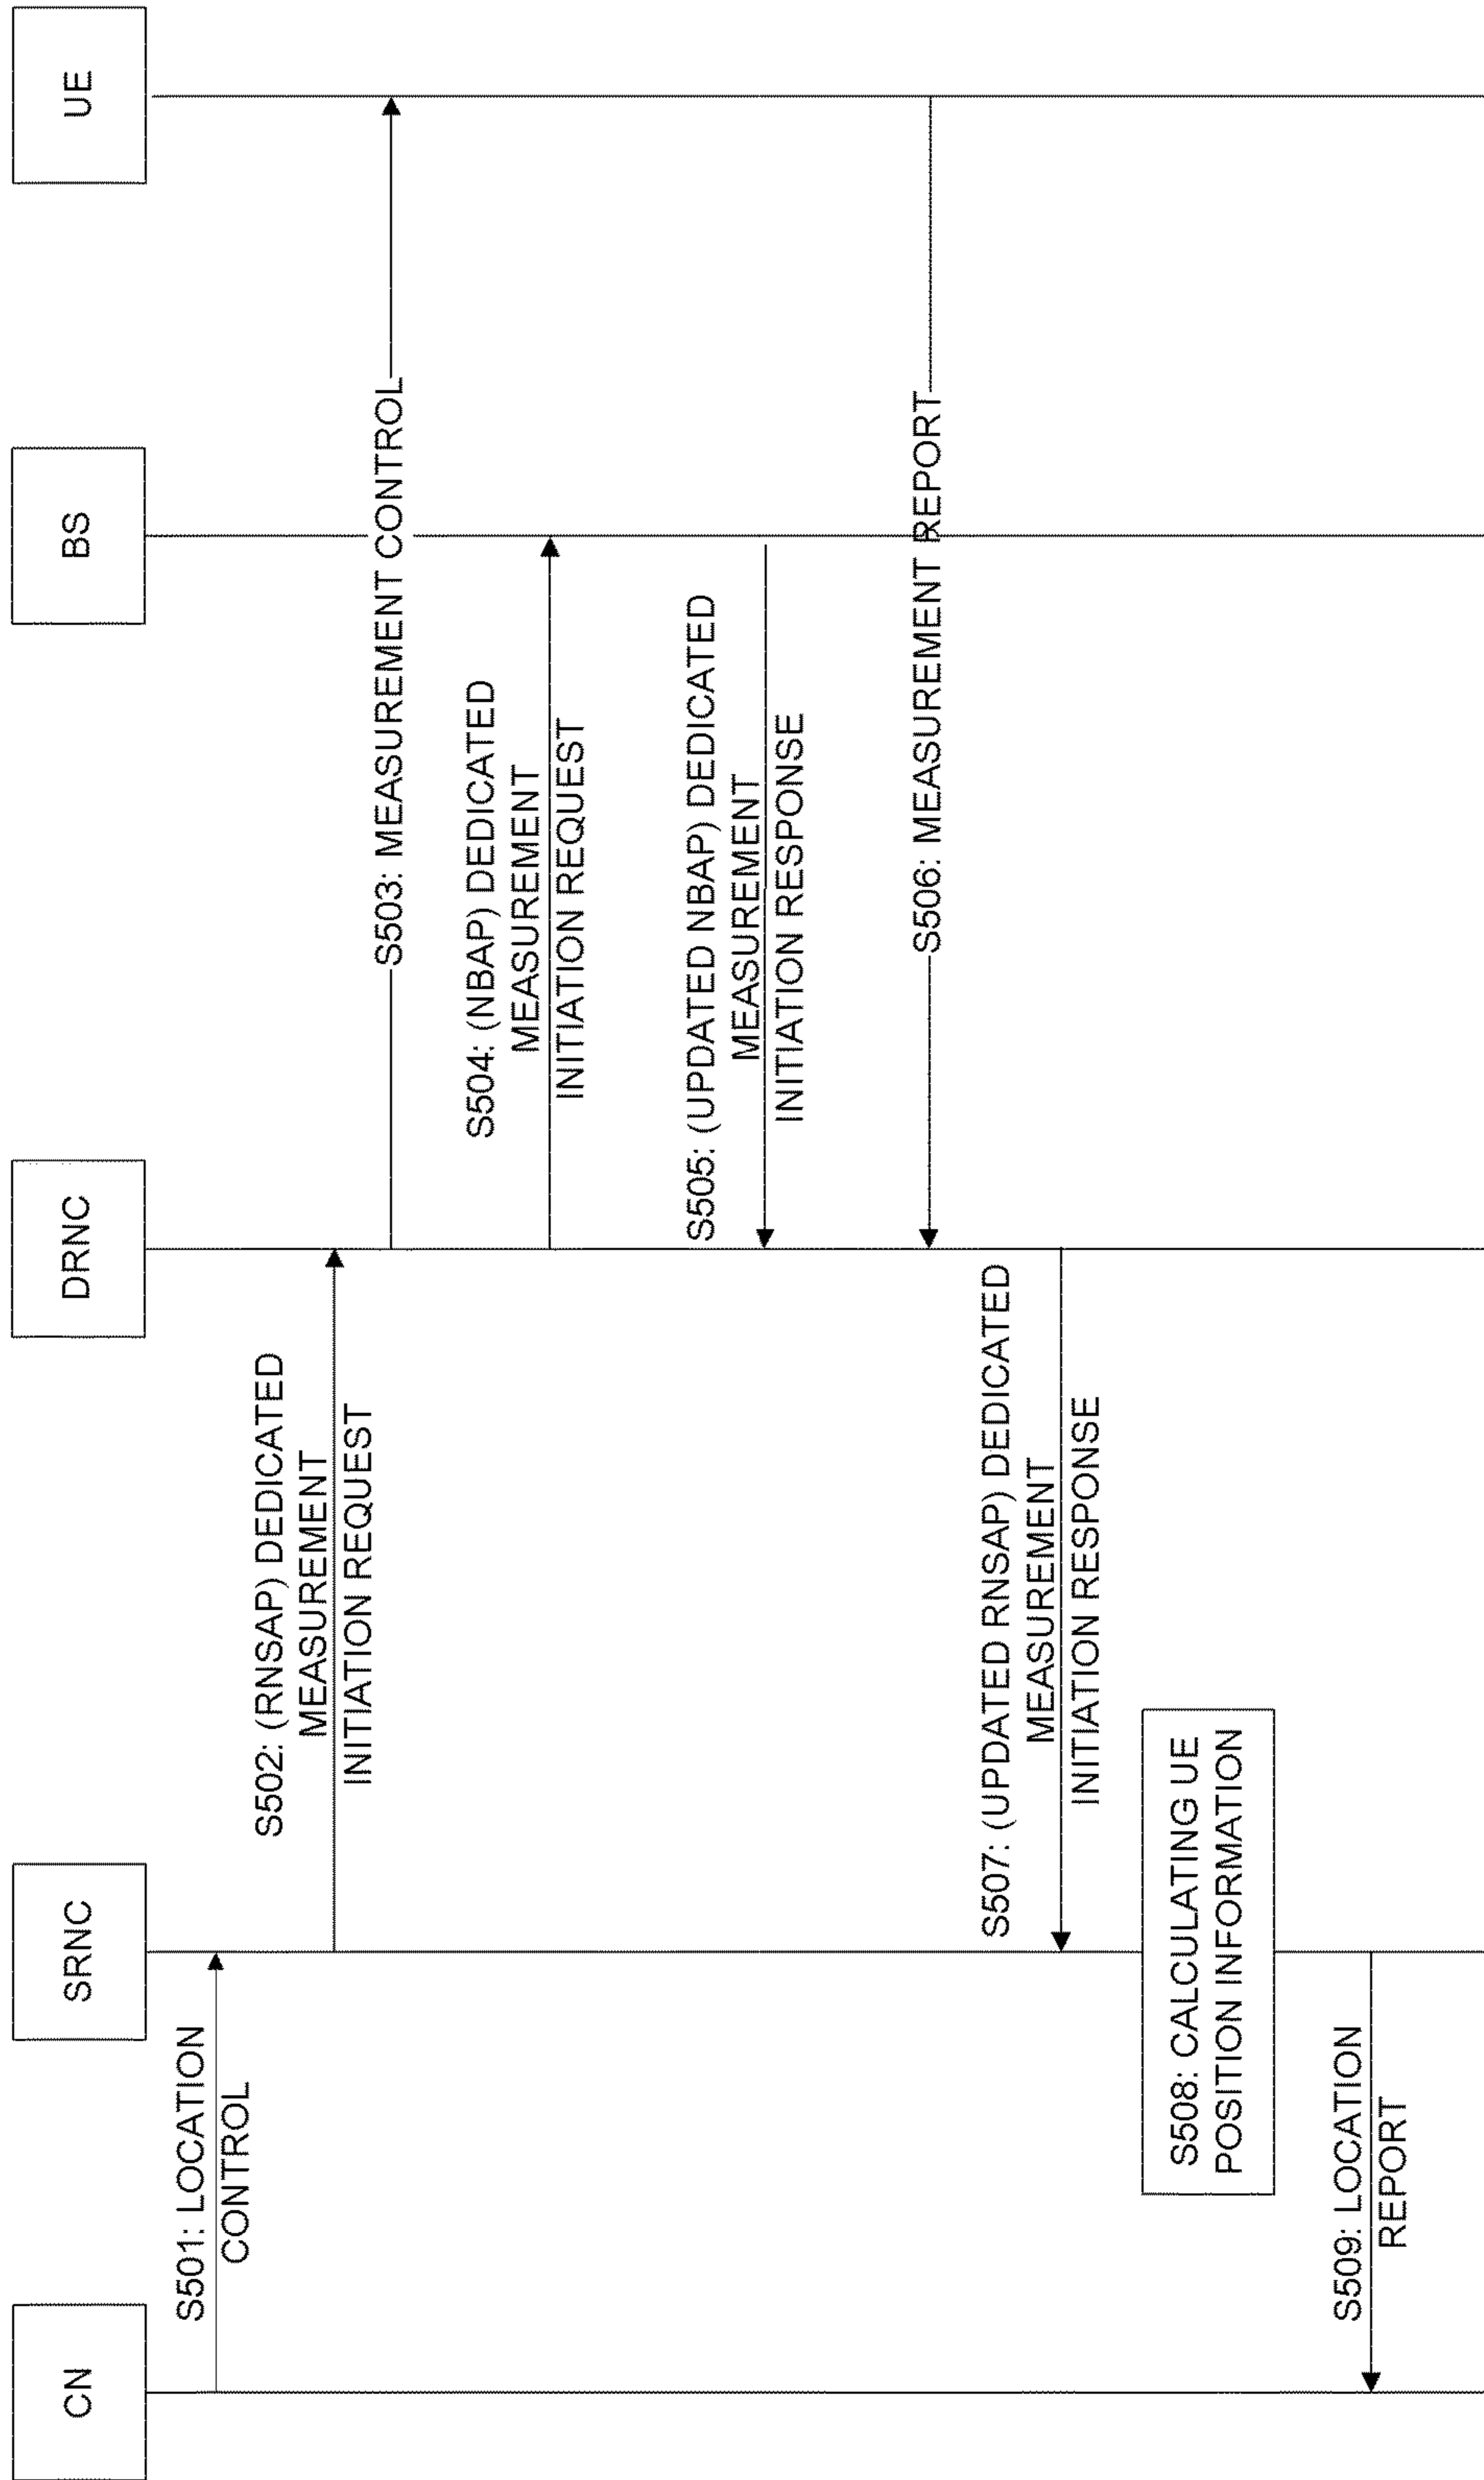 CN
SRNC
DRNC
BS
UE
S501: LOCATION
CONTROL
S502: (RNSAP) DEDICATED
MEASUREMENT
INITIATION REQUEST
S503: MEASUREMENT CONTROL
S504: (NBAP) DEDICATED
MEASUREMENT
INITIATION REQUEST
S505: (UPDATED NBAP) DEDICATED
MEASUREMENT
INITIATION RESPONSE
S506: MEASUREMENT REPORT
S507: (UPDATED RNSAP) DEDICATED
MEASUREMENT
INITIATION RESPONSE
S508: CALCULATING UE
POSITION INFORMATION
S509: LOCATION
REPORT